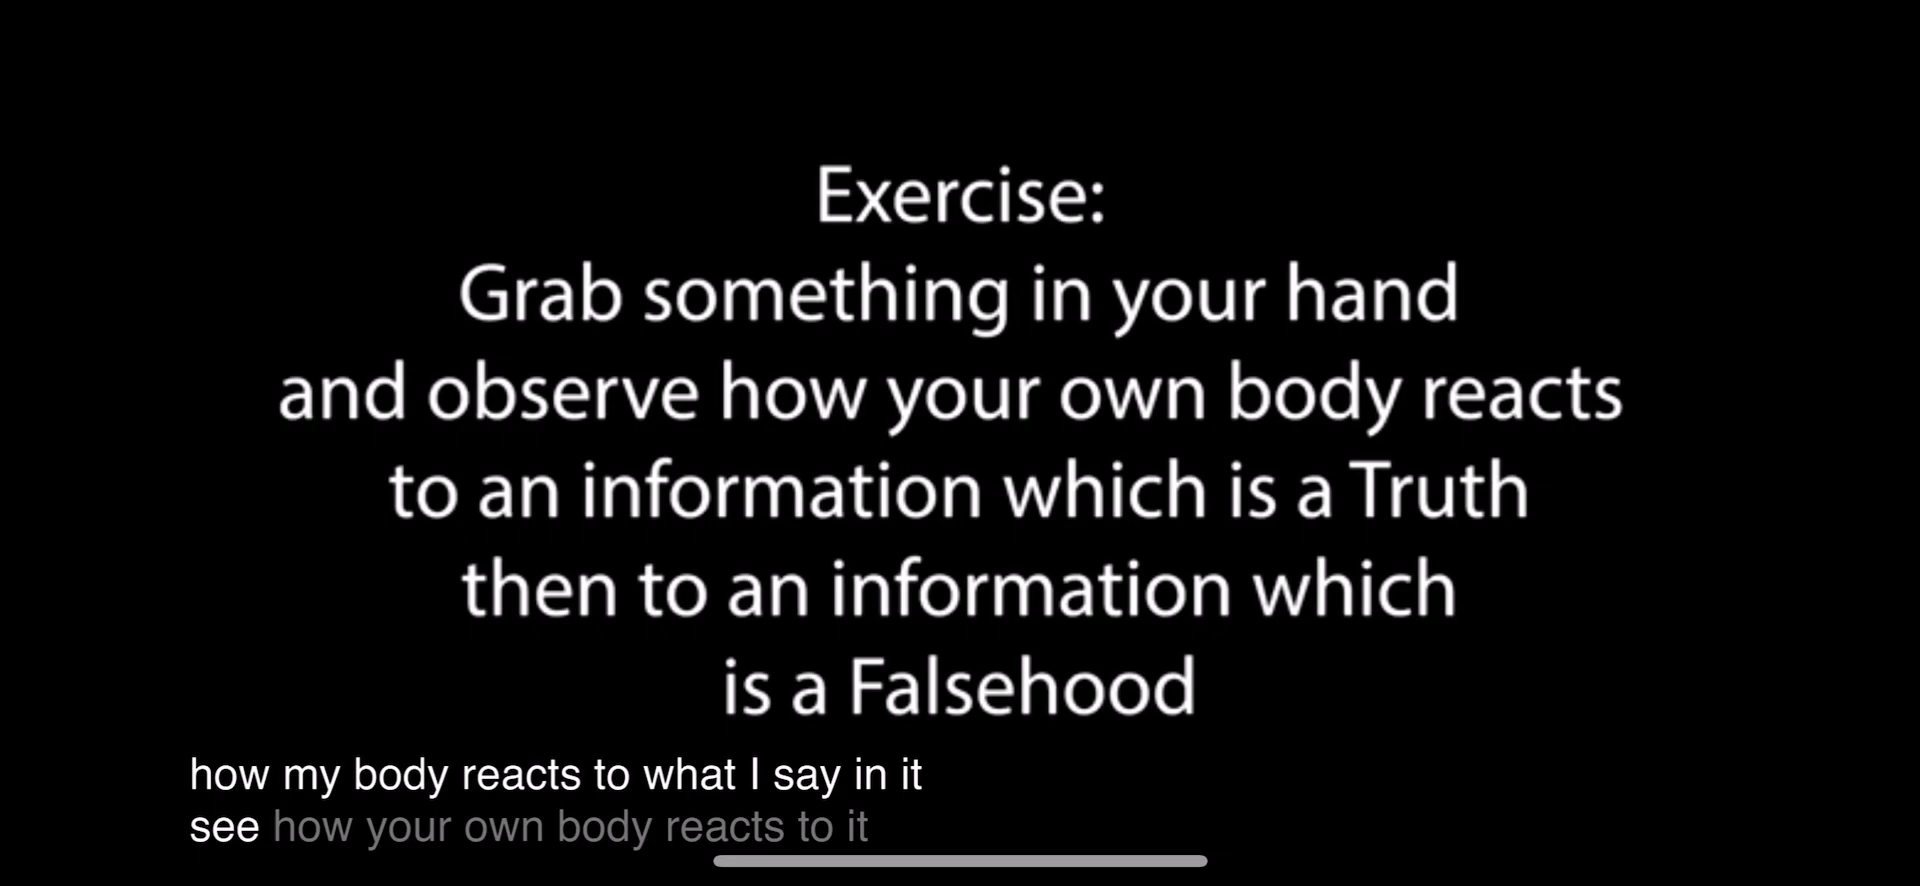 Exercise:
Grab something in your hand
and observe how your own body reacts
to an information which is a Truth
then to an information which
is a Falsehood
how my body reacts to what I say in it
see how your own body reacts to it